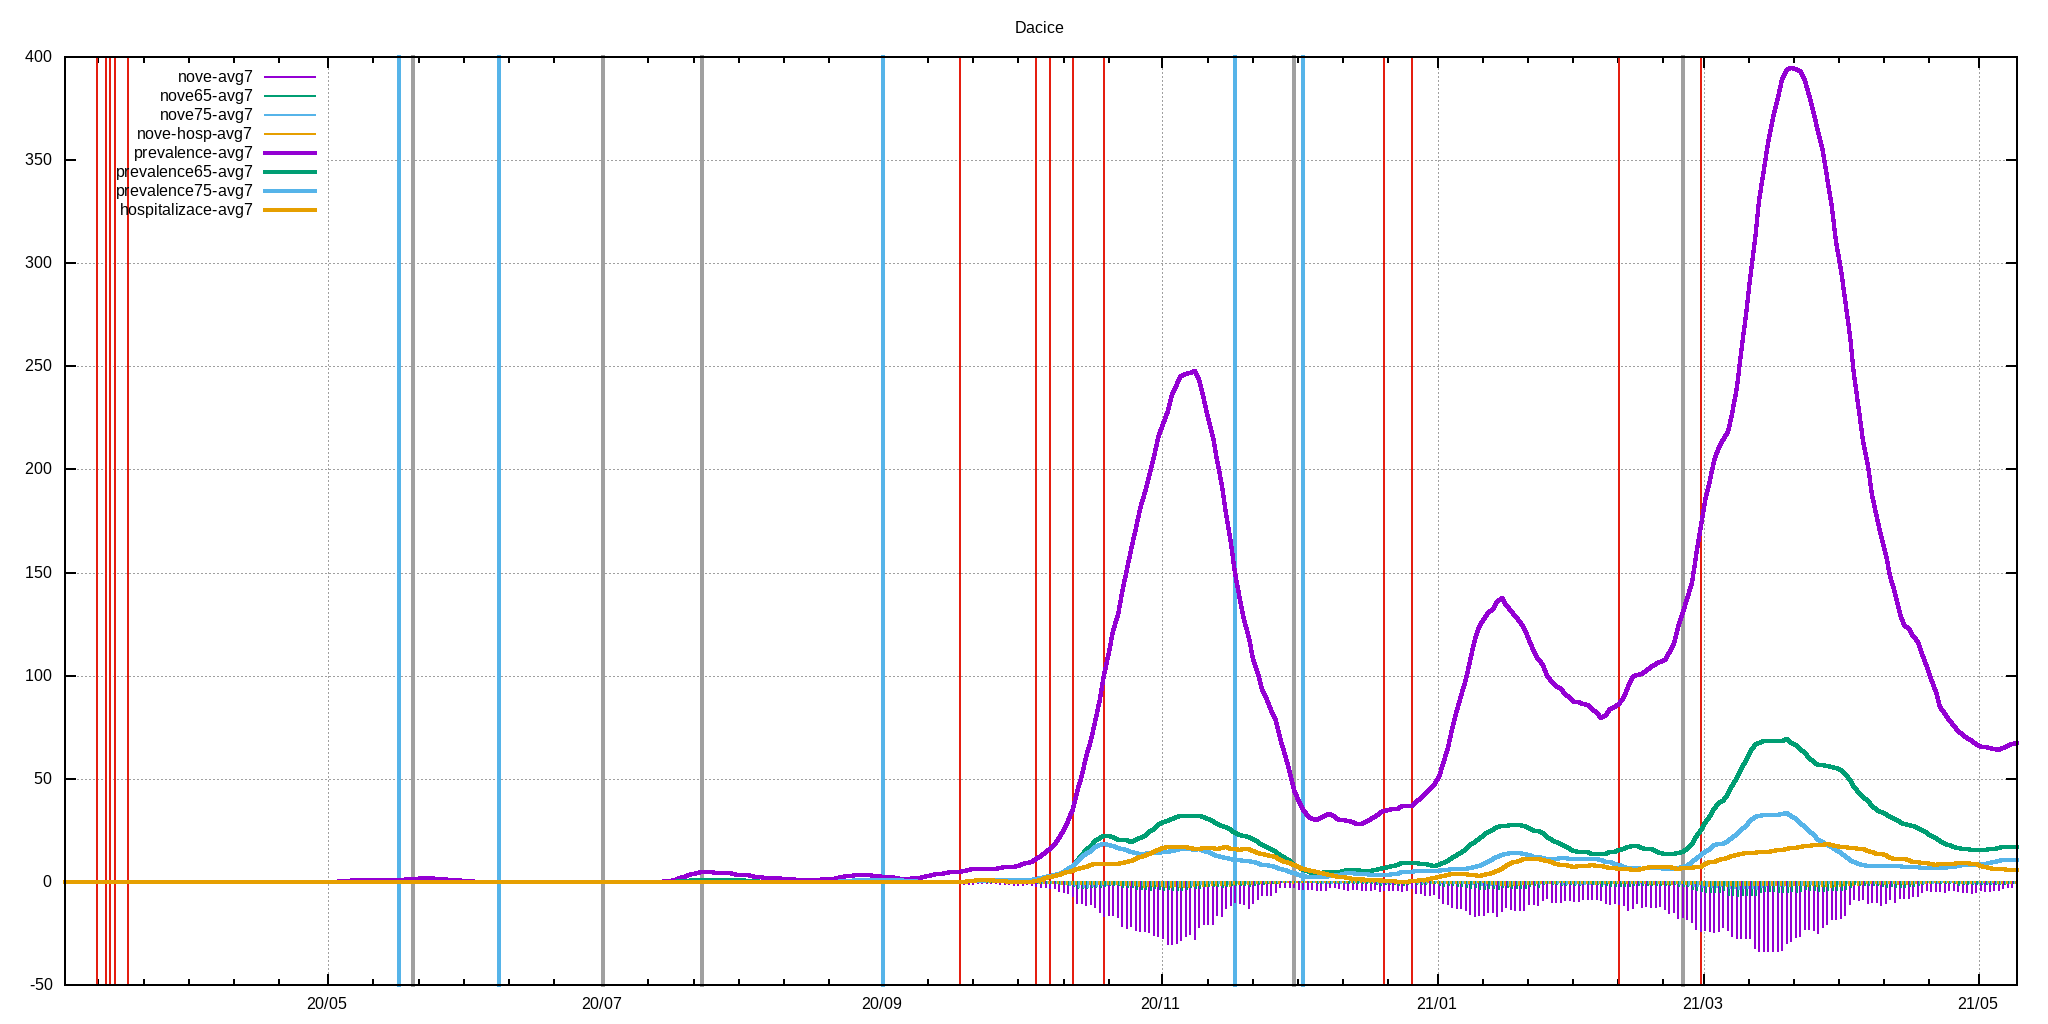 Dacice
400
350
300
250
200
150
100
50
0
-50
nove-avg7
nove65-avg7
nove75-avg7
nove-hosp-avg7
prevalence-avg7
prevalence65-avg7
prevalence75-avg7
hospitalizace-avg7
20/05
20/07
20/09
20/11
21/01
21/03
21/05